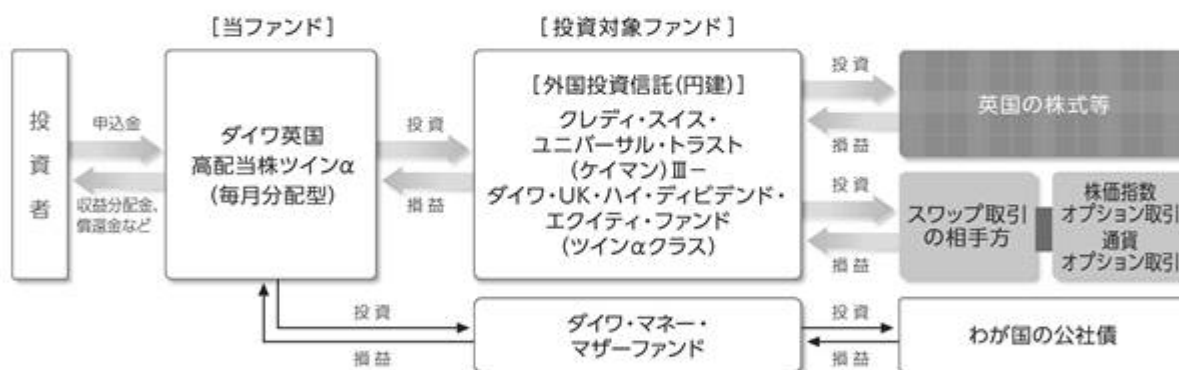 [当ファンド]
[投資対象ファンド]
投資者
申込金
収益分配金、
償還金など
ダイワ英国
高配当株ツインα
(毎月分配型)
投資
損益
[外国投資信託(円建)]
クレディ・スイス・
ユニバーサル・トラスト
(ケイマン)Ⅲ−
ダイワ・UK・ハイ・ディビデンド・
エクイティ・ファンド
(ツインαクラス)
投資
損益
英国の株式等
投資
損益
スワップ取引
の相手方
株価指数
オプション取引
通貨
オプション取引
投資
損益
ダイワ・マネー・
マザーファンド
投資
損益
わが国の公社債